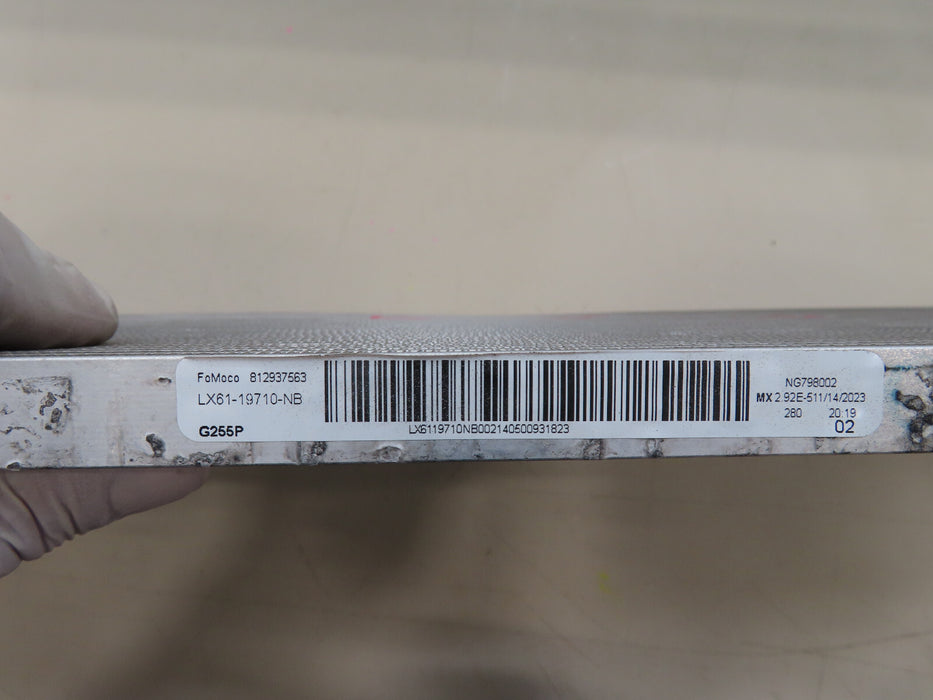 FoMoco 812937563
LX61-19710-NB
G255P
LX6119710NB002140500931823
NG798002
MX 2.92E-511/14/2023
280 20:19
02